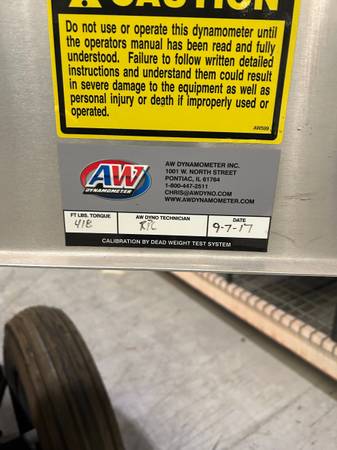 CAUTION
Do not use or operate this dynamometer until
the operators manual has been read and fully
understood. Failure to follow written detailed
instructions and understand them could result
in severe damage to the equipment as well as
personal injury or death if improperly used or
operated.
AW599
AW
DYNAMOMETER
AW DYNAMOMETER INC.
1001 W. NORTH STREET
PONTIAC, IL 61764
1-800-447-2511
CHRIS@AWDYNO.COM
WWW.AWDYNAMOMETER.COM
FT LBS. TORQUE
418
AW DYNO TECHNICIAN
DATE
9-7-17
CALIBRATION BY DEAD WEIGHT TEST SYSTEM